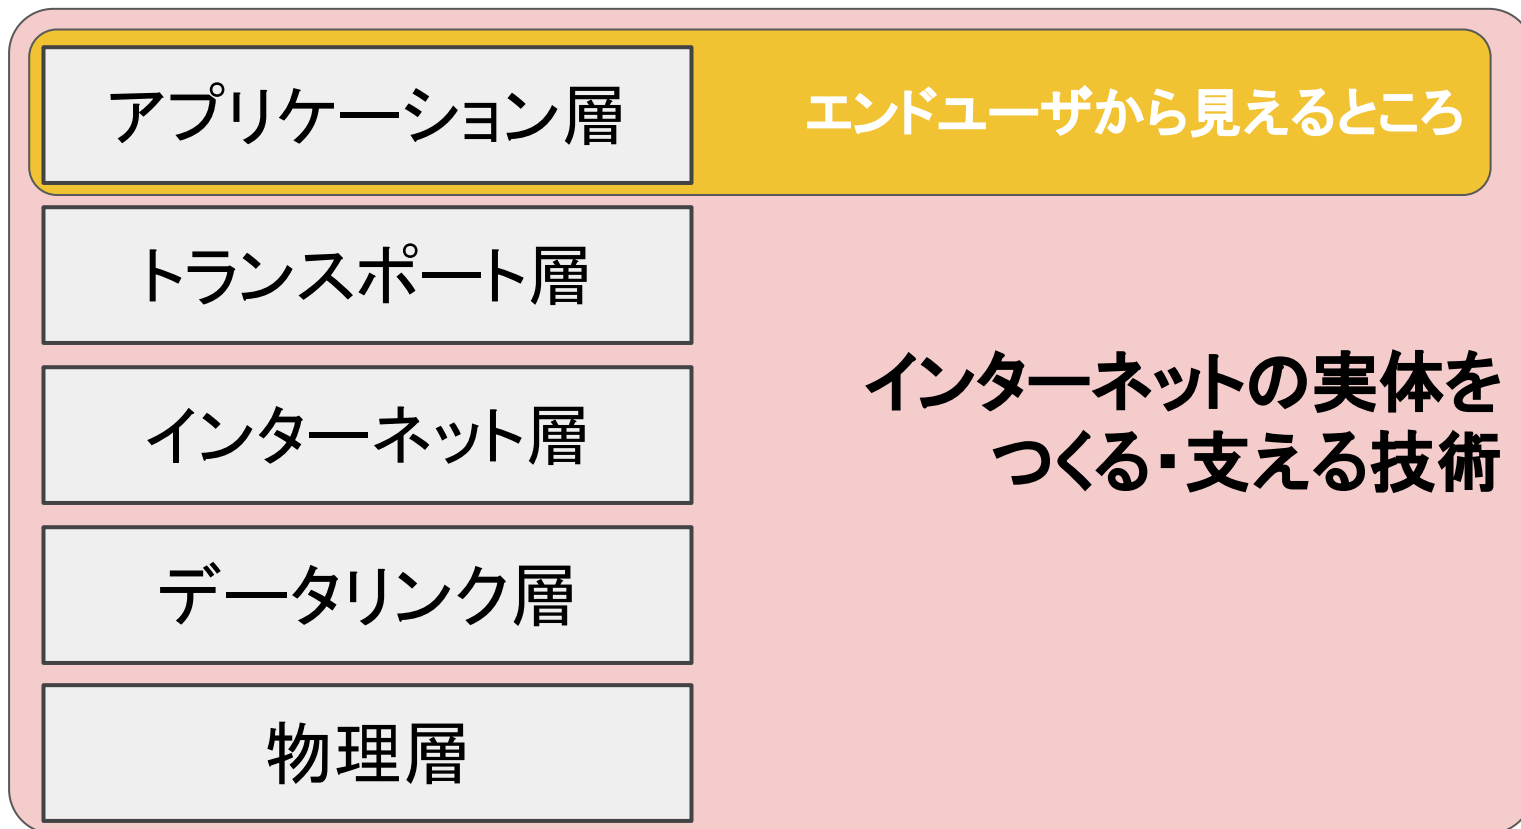 アプリケーション層
エンドユーザから見えるところ
トランスポート層
インターネット層
インターネットの実体を
つくる・支える技術
データリンク層
物理層